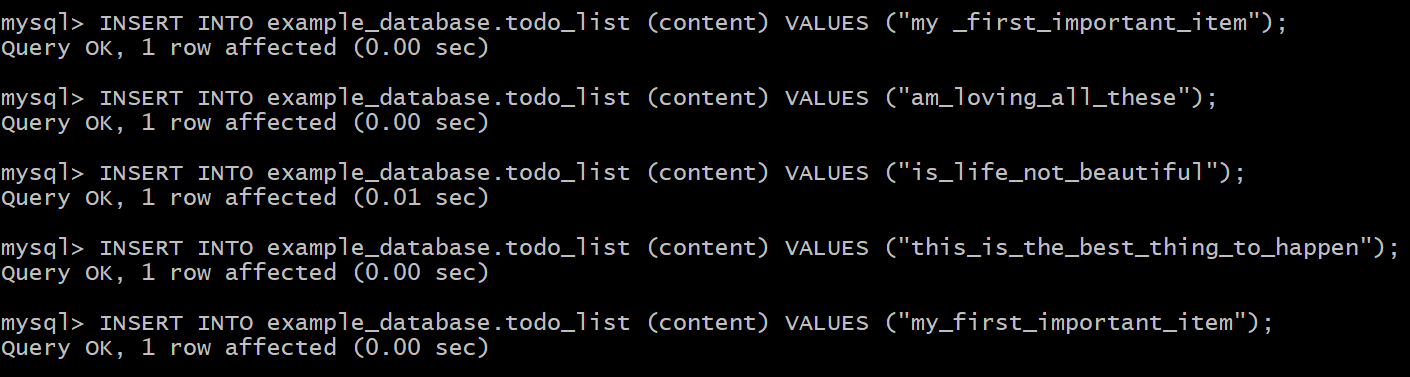 mysql> INSERT INTO example_database.todo_list (content) VALUES ("my _first_important_item");
Query OK, 1 row affected (0.00 sec)
mysql> INSERT INTO example_database.todo_list (content) VALUES ("am_loving_all_these");
Query OK, 1 row affected (0.00 sec)
mysql> INSERT INTO example_database.todo_list (content) VALUES ("is_life_not_beautiful");
Query OK, 1 row affected (0.01 sec)
mysql> INSERT INTO example_database.todo_list (content) VALUES ("this_is_the_best_thing_to_happen");
Query OK, 1 row affected (0.00 sec)
mysql> INSERT INTO example_database.todo_list (content) VALUES ("my_first_important_item");
Query OK, 1 row affected (0.00 sec)